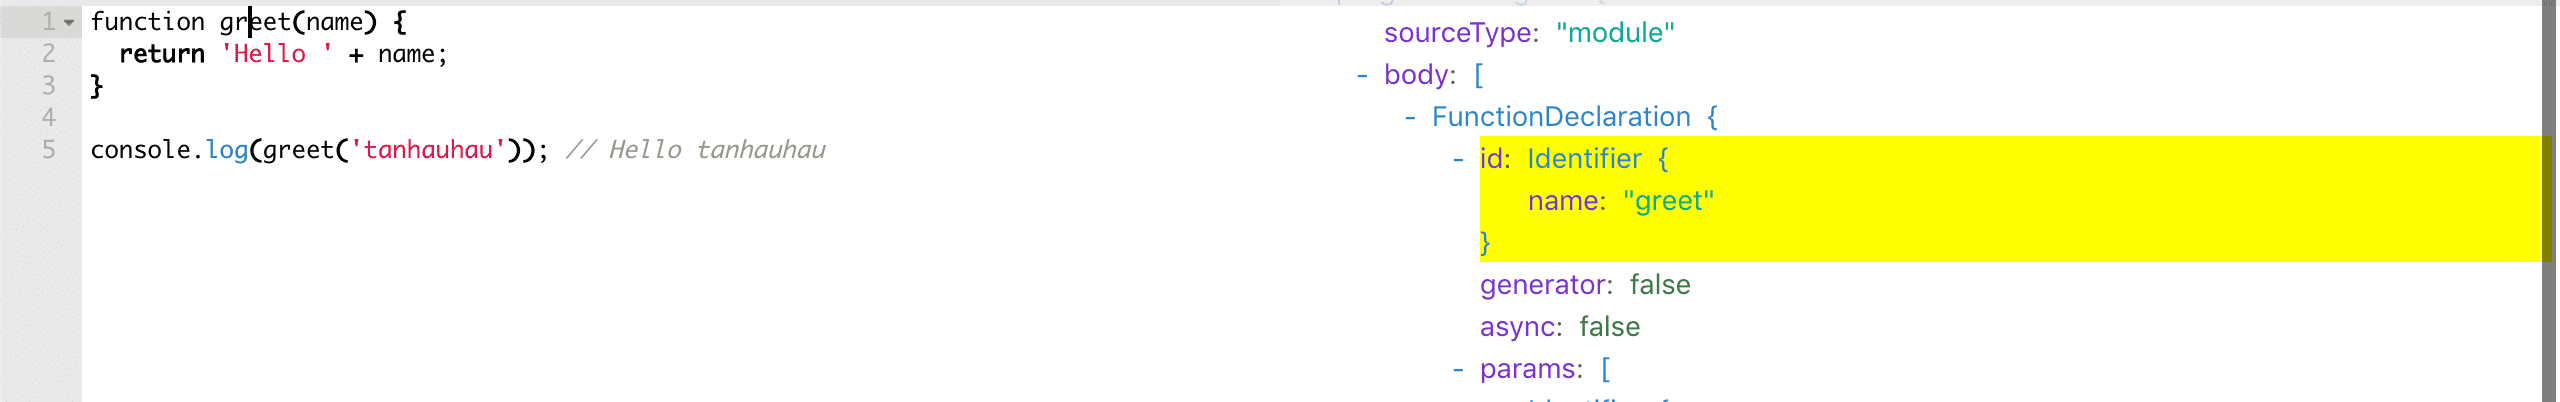 1 function greet(name) {
2 return 'Hello ' + name;
3 }
4
5 console.log(greet('tanhauhau')); // Hello tanhauhau
sourceType: "module"
- body: [
- FunctionDeclaration {
- id: Identifier {
name: "greet"
}
generator: false
async: false
- params: [